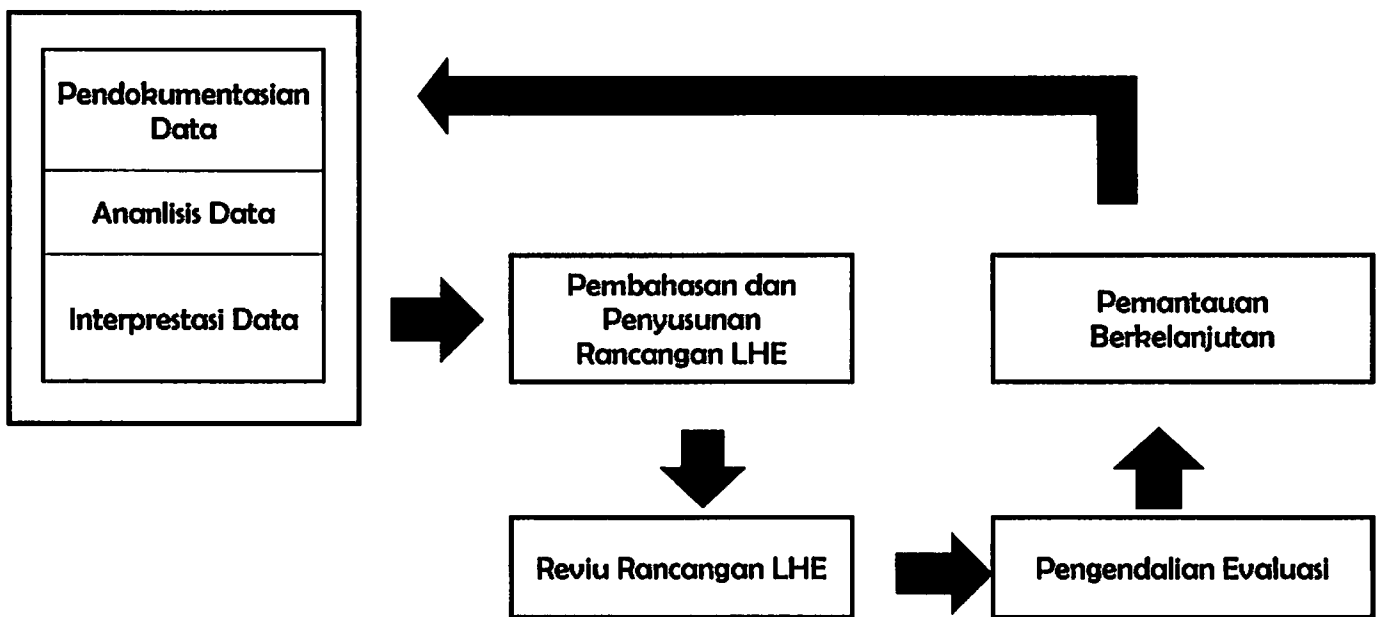 Pendokumentasian
Data
Ananlisis Data
Interprestasi Data
Pembahasan dan
Penyusunan
Rancangan LHE
Reviu Rancangan LHE
Pengendalian Evaluasi
Pemantauan
Berkelanjutan